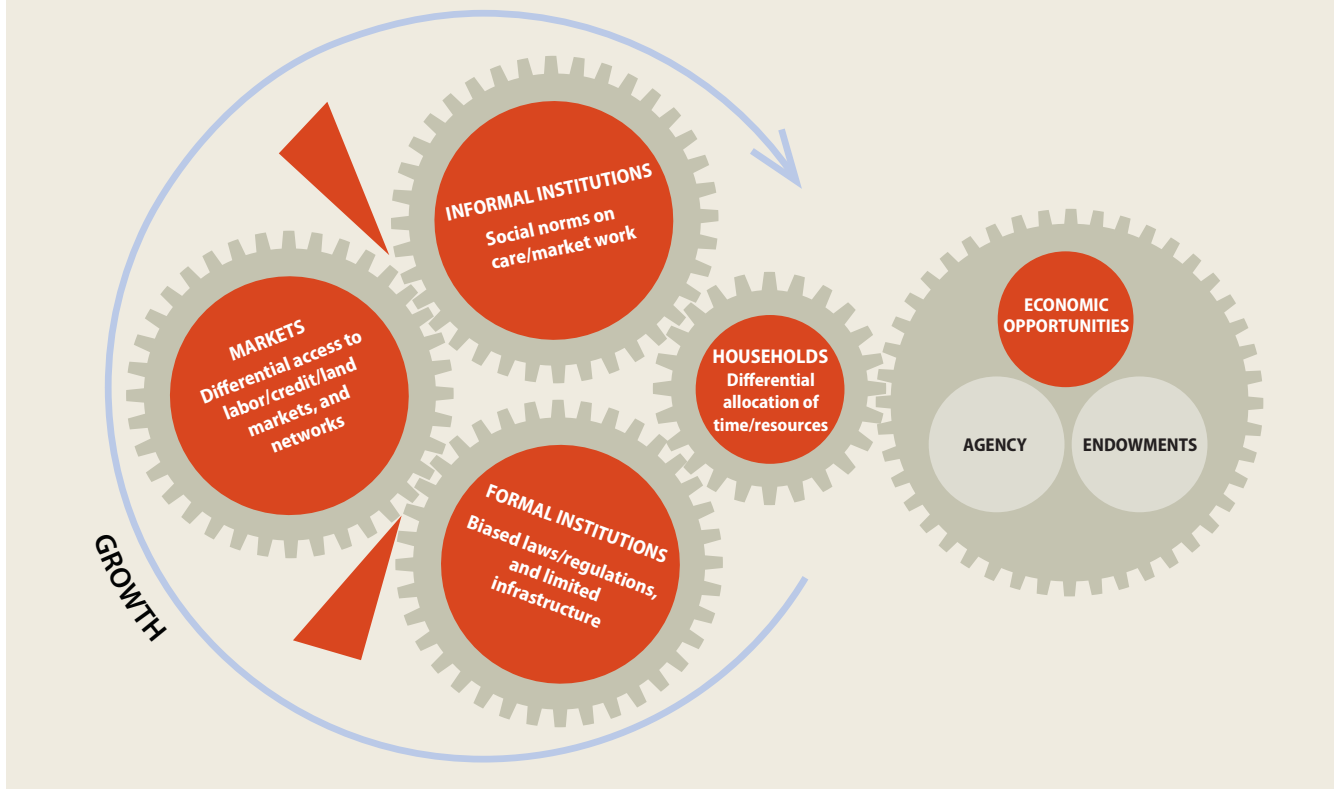 INFORMAL INSTITUTIONS
Social norms on
care/market work
MARKETS
Differential access to
labor/credit/land
markets, and
networks
HOUSEHOLDS
Differential
allocation of
time/resources
ECONOMIC
OPPORTUNITIES
AGENCY
ENDOWMENTS
FORMAL INSTITUTIONS
Biased laws/regulations,
and limited
infrastructure
GROWTH